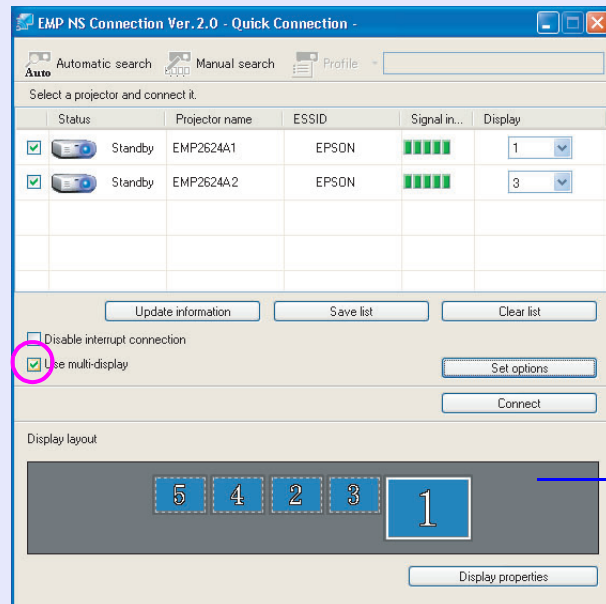 EMP NS Connection Ver.2.0 - Quick Connection -
Auto Automatic search Manual search Profile
Select a projector and connect it.
Status Projector name ESSID Signal in... Display
Standby EMP2624A1 EPSON 1
Standby EMP2624A2 EPSON 3
Update information Save list Clear list
Disable interrupt connection
Use multi-display Set options
Connect
Display layout
5 4 2 3 1
Display properties